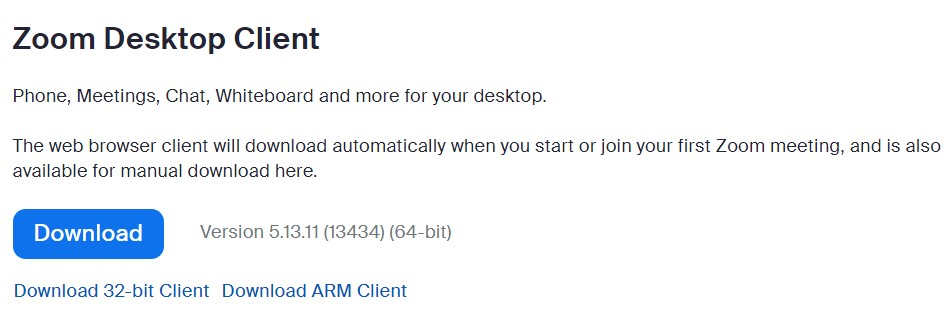 Zoom Desktop Client
Phone, Meetings, Chat, Whiteboard and more for your desktop.
The web browser client will download automatically when you start or join your first Zoom meeting, and is also
available for manual download here.
Download Version 5.13.11 (13434) (64-bit)
Download 32-bit Client Download ARM Client